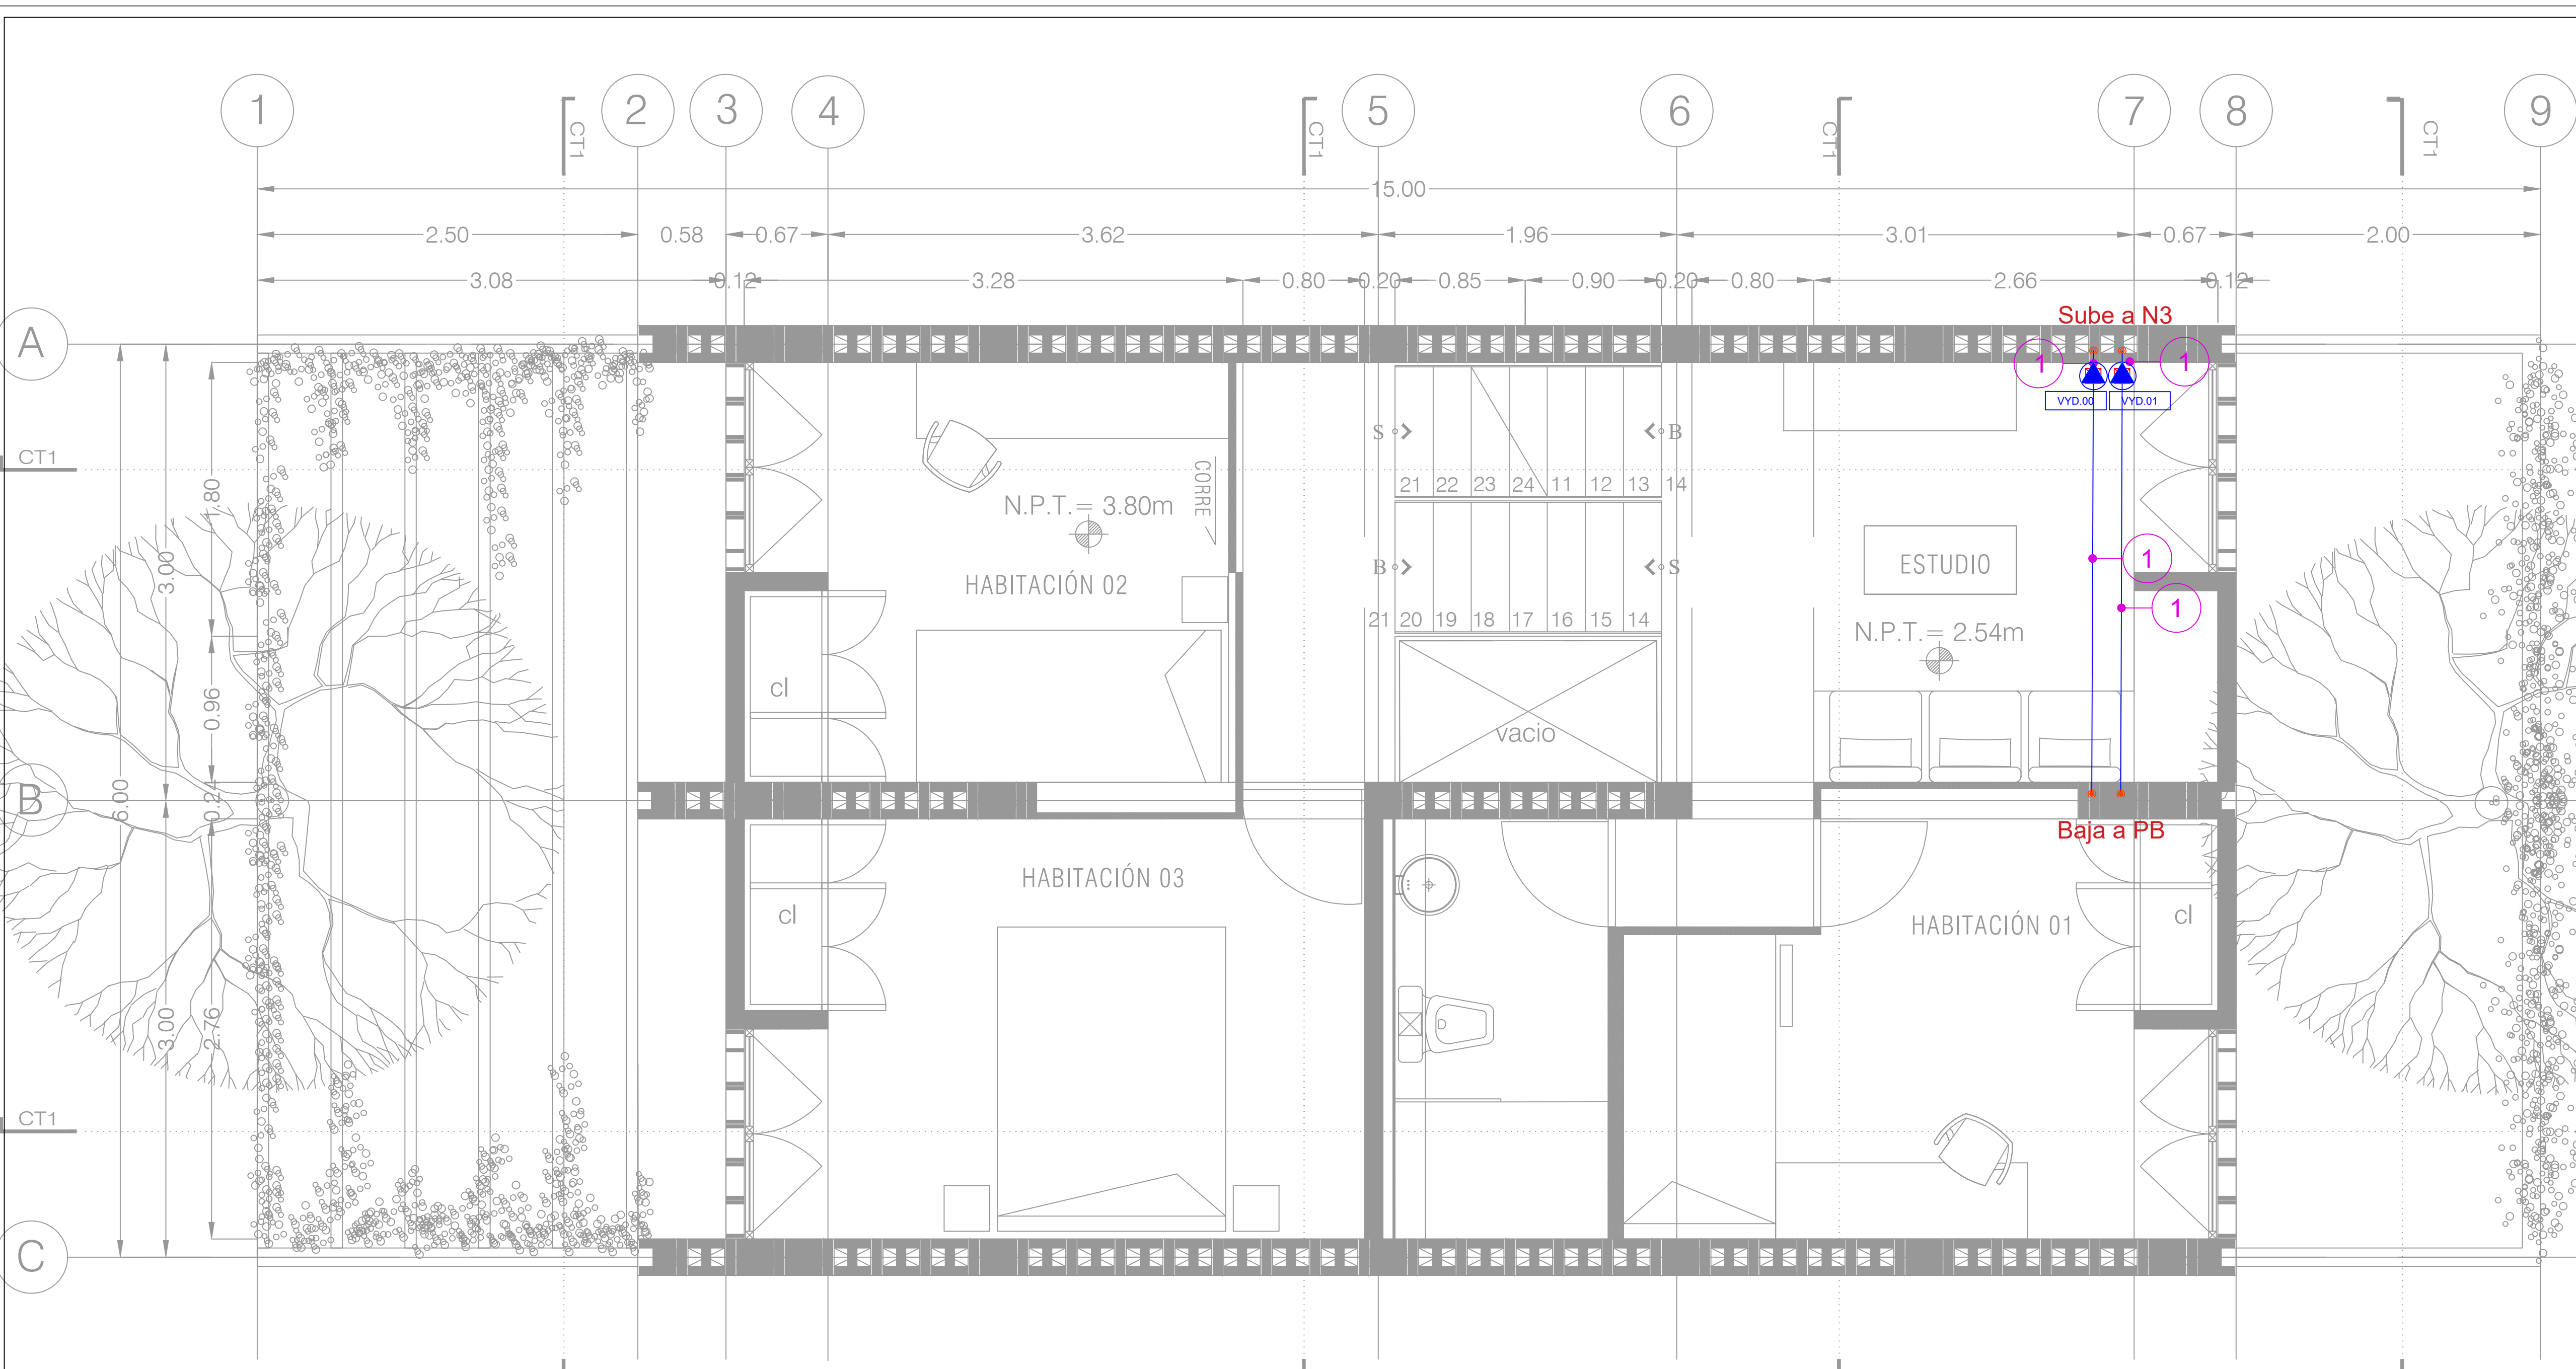 1
2
3
4
5
6
7
8
9
CT1
CT1
CT1
CT1
15.00
2.50
0.58
0.67
3.62
1.96
3.01
0.67
2.00
3.08
0.12
3.28
0.80
0.20
0.85
0.90
0.20
0.80
2.66
0.12
Sube a N3
A
1
1
VYD.00
VYD.01
S
B
CT1
CORRE
21 22 23 24 11 12 13 14
1.80
N.P.T.= 3.80m
3.00
B
S
1
ESTUDIO
HABITACIÓN 02
1
21 20 19 18 17 16 15 14
N.P.T.= 2.54m
cl
0.96
vacio
B
6.00
0.24
Baja a PB
HABITACIÓN 03
cl
HABITACIÓN 01
cl
3.00
2.76
CT1
C